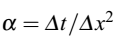 α = Δt/Δx²